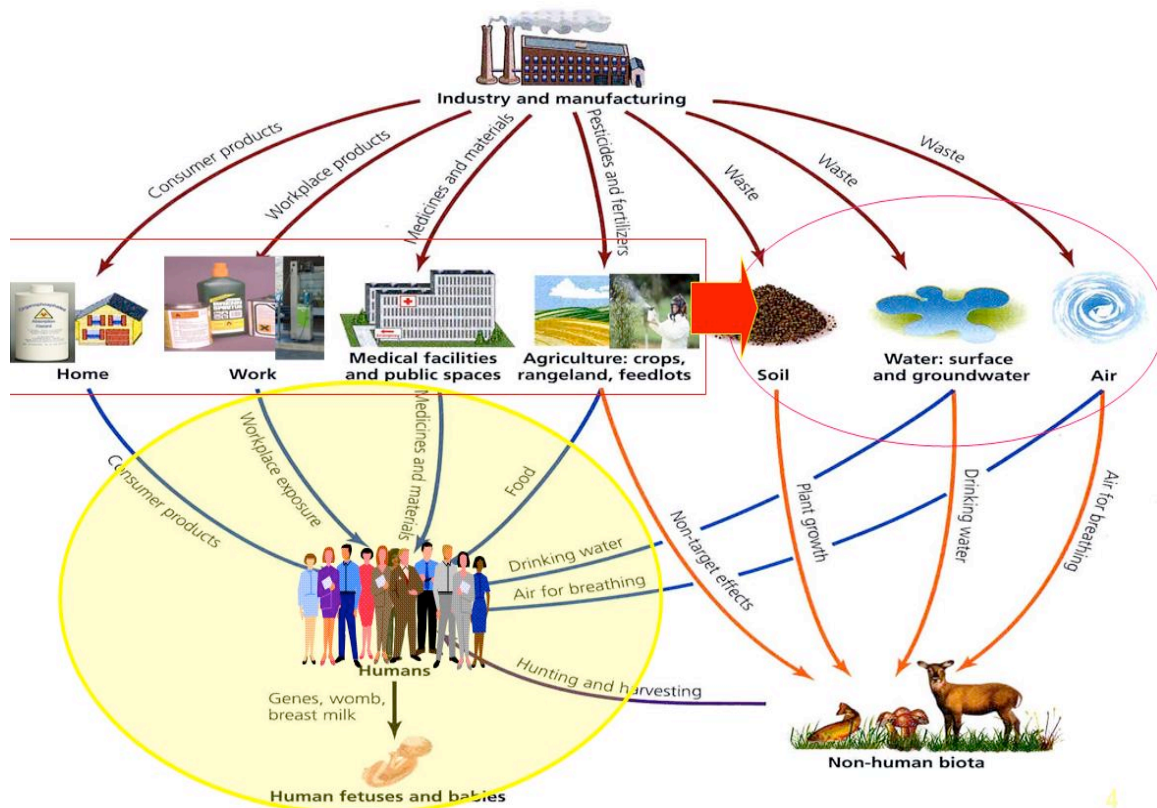 Industry and manufacturing
Consumer products
Workplace products
Medicines and materials
Pesticides and fertilizers
Waste
Waste
Waste
Home
Work
Medical facilities
and public spaces
Agriculture: crops,
rangeland, feedlots
Soil
Water: surface
and groundwater
Air
Consumer products
Workplace exposure
Medicines and materials
Food
Non-target effects
Plant growth
Drinking water
Air for breathing
Drinking water
Air for breathing
Humans
Hunting and harvesting
Genes, womb,
breast milk
Human fetuses and babies
Non-human biota
4